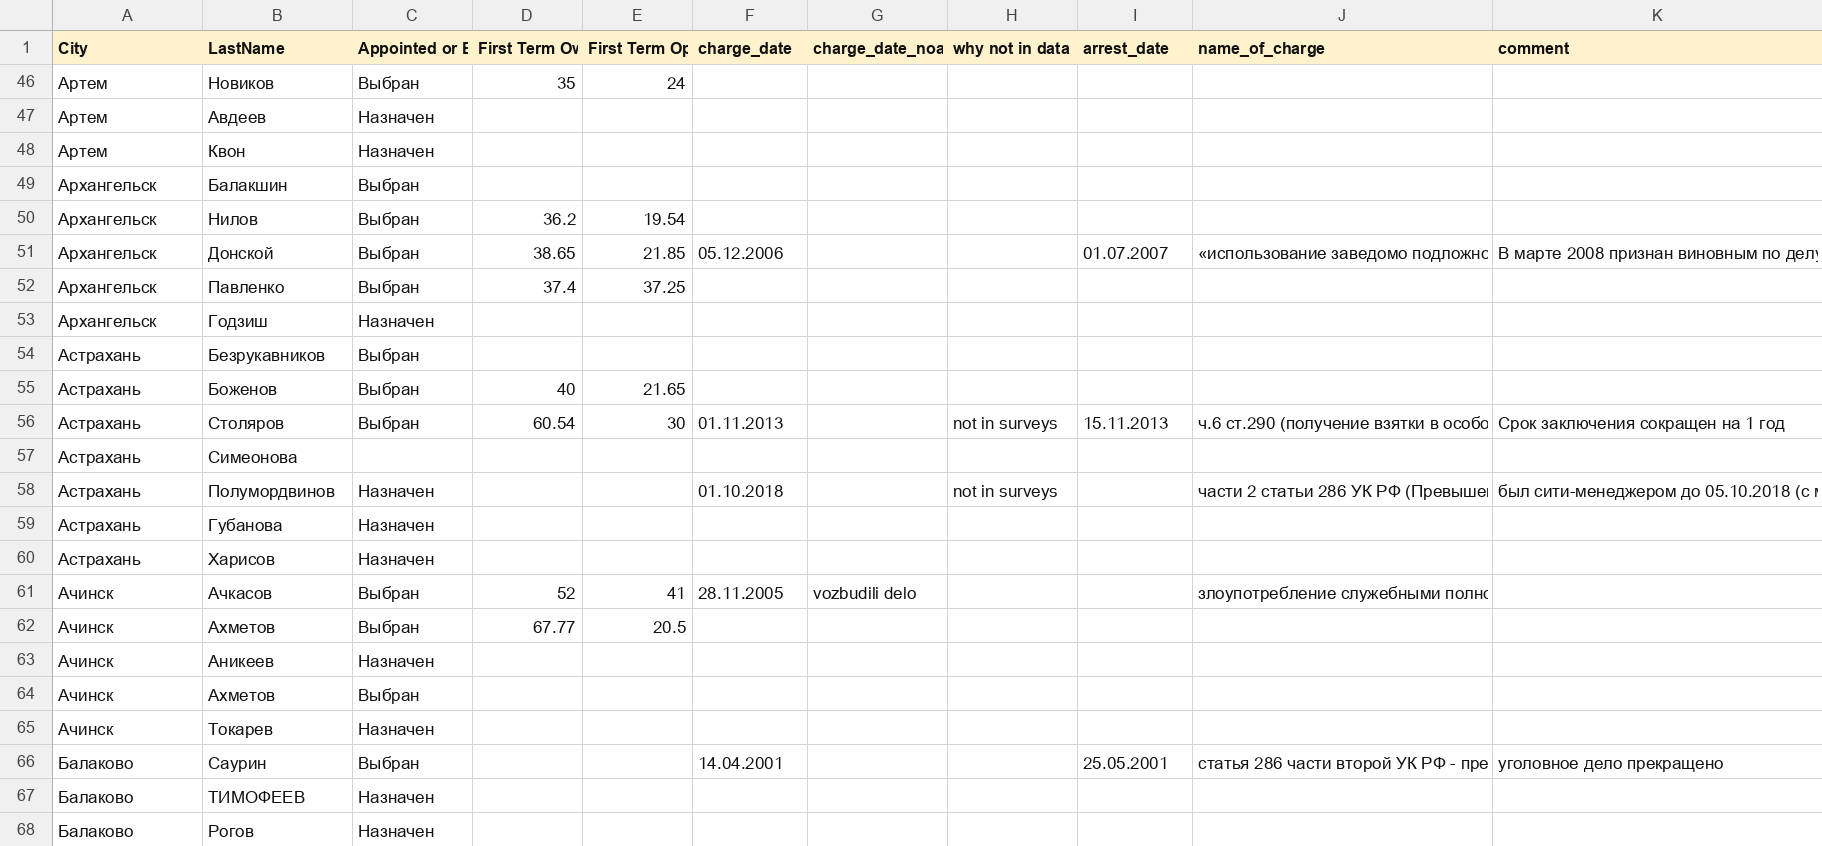 A B C D E F G H I J K
1 City LastName Appointed or E First Term Ov First Term Op charge_date charge_date_noa why not in data arrest_date name_of_charge comment
46 Артем Новиков Выбран 35 24
47 Артем Авдеев Назначен
48 Артем Квон Назначен
49 Архангельск Балакшин Выбран
50 Архангельск Нилов Выбран 36.2 19.54
51 Архангельск Донской Выбран 38.65 21.85 05.12.2006 01.07.2007 «использование заведомо подложно В марте 2008 признан виновным по делу
52 Архангельск Павленко Выбран 37.4 37.25
53 Архангельск Годзиш Назначен
54 Астрахань Безрукавников Выбран
55 Астрахань Боженов Выбран 40 21.65
56 Астрахань Столяров Выбран 60.54 30 01.11.2013 not in surveys 15.11.2013 ч.6 ст.290 (получение взятки в особо Срок заключения сокращен на 1 год
57 Астрахань Симеонова
58 Астрахань Полумордвинов Назначен 01.10.2018 not in surveys части 2 статьи 286 УК РФ (Превышен был сити-менеджером до 05.10.2018 (с м
59 Астрахань Губанова Назначен
60 Астрахань Харисов Назначен
61 Ачинск Ачкасов Выбран 52 41 28.11.2005 vozbudili delo злоупотребление служебными полно
62 Ачинск Ахметов Выбран 67.77 20.5
63 Ачинск Аникеев Назначен
64 Ачинск Ахметов Выбран
65 Ачинск Токарев Назначен
66 Балаково Саурин Выбран 14.04.2001 25.05.2001 статья 286 части второй УК РФ - пре уголовное дело прекращено
67 Балаково ТИМОФЕЕВ Назначен
68 Балаково Рогов Назначен